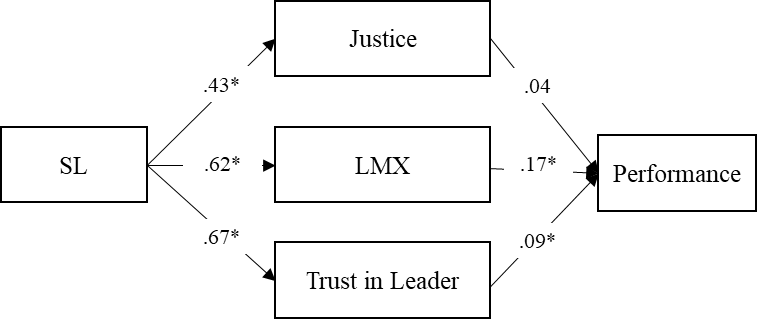 Justice
.43*
.04
SL
.62*
LMX
.17*
Performance
.67*
.09*
Trust in Leader